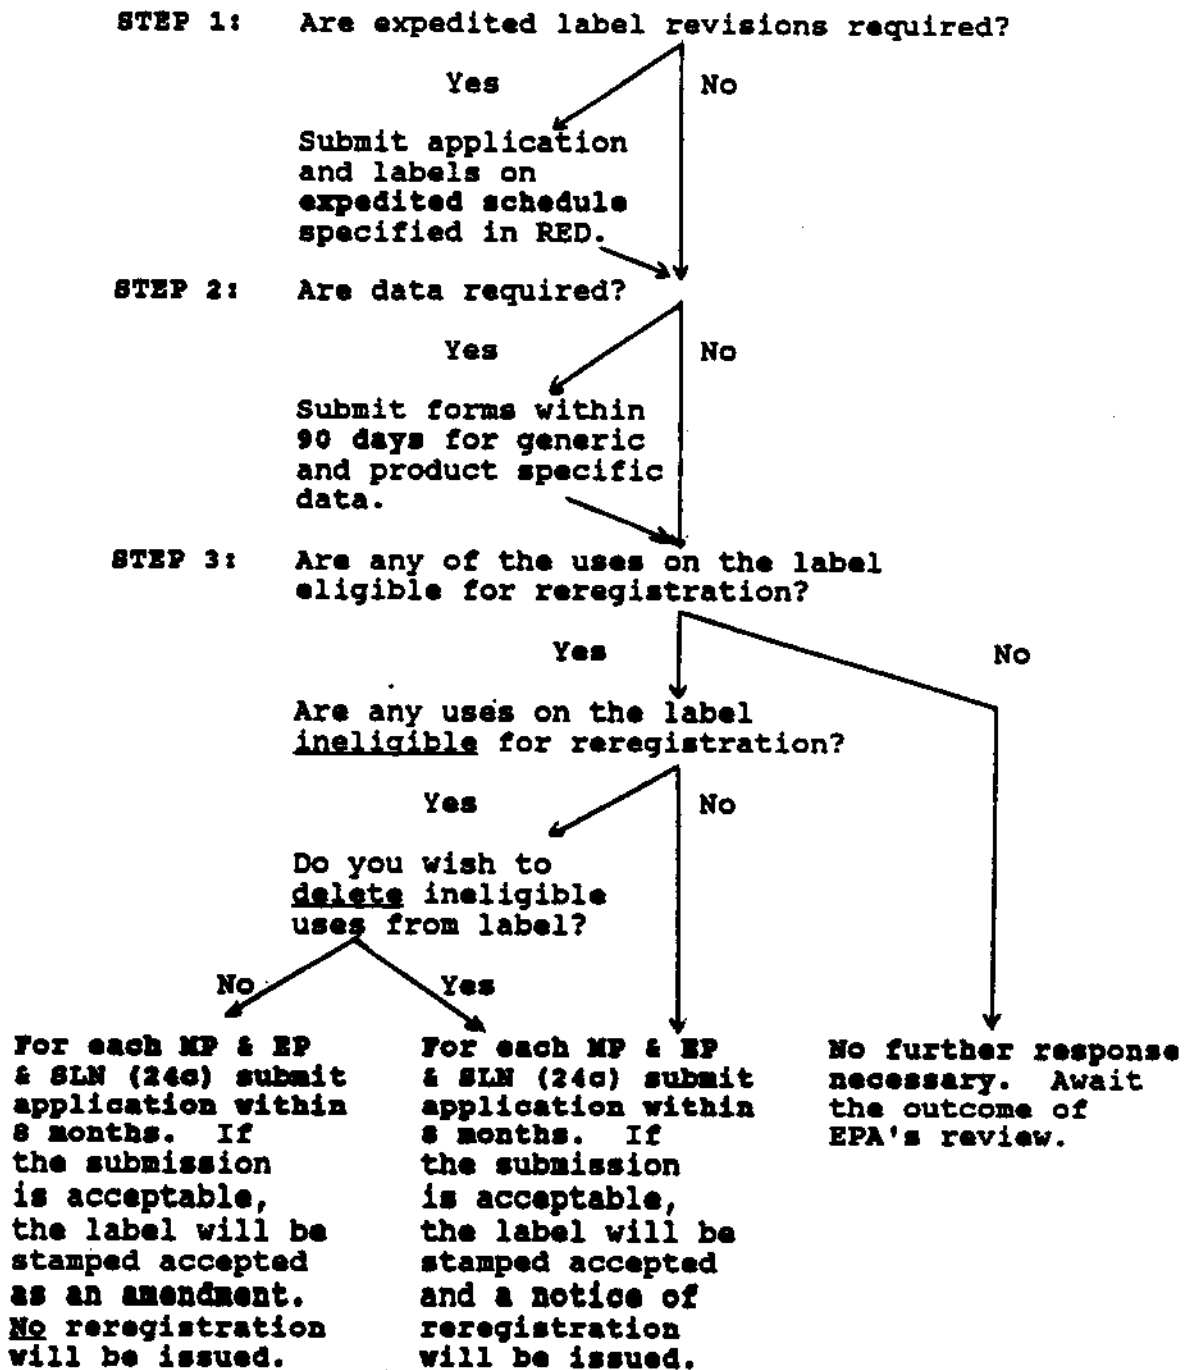 STEP 1: Are expedited label revisions required?
Yes No
Submit application
and labels on
expedited schedule
specified in RED.
STEP 2: Are data required?
Yes No
Submit forms within
90 days for generic
and product specific
data.
STEP 3: Are any of the uses on the label
eligible for reregistration?
Yes No
Are any uses on the label
ineligible for reregistration?
Yes No
Do you wish to
delete ineligible
uses from label?
No Yes
For each MP & EP
& SLN (24c) submit
application within
8 months. If
the submission
is acceptable,
the label will be
stamped accepted
as an amendment.
No reregistration
will be issued.
For each MP & EP
& SLN (24c) submit
application within
8 months. If
the submission
is acceptable,
the label will be
stamped accepted
and a notice of
reregistration
will be issued.
No further response
necessary. Await
the outcome of
EPA's review.